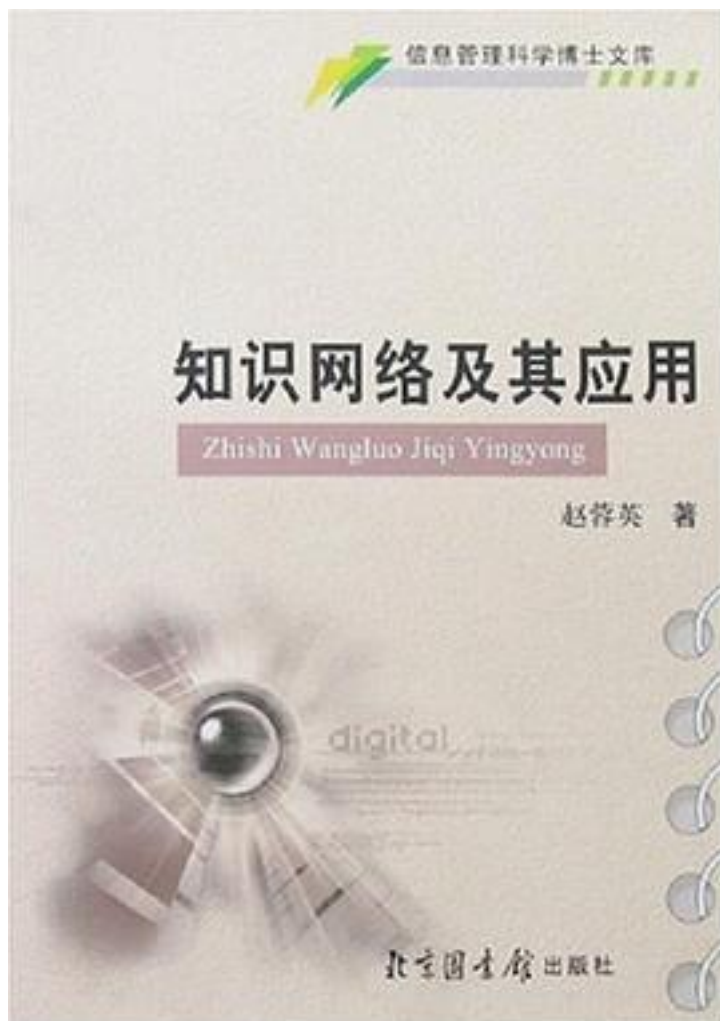 信息管理科学博士文库
知识网络及其应用
Zhishi Wangluo Jiqi Yingyong
赵蓉英 著
digital
北京图书馆出版社